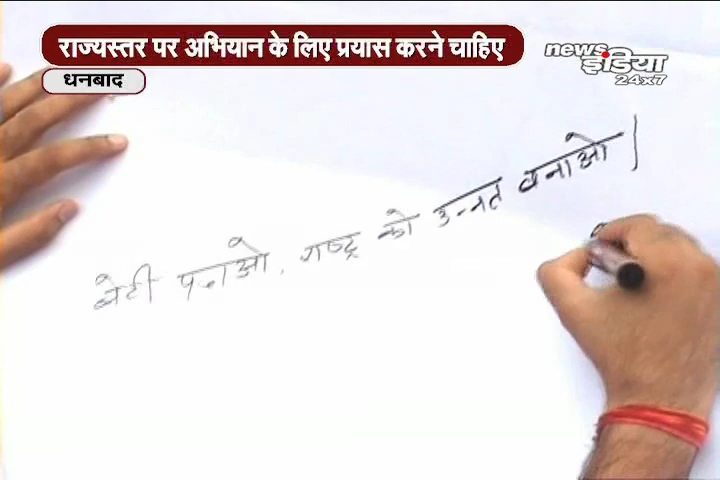 राज्यस्तर पर अभियान के लिए प्रयास करने चाहिए
धनबाद
news
इंडिया
24x7
बेटी पढाओ, राष्ट्र को उन्नत बनाओ।